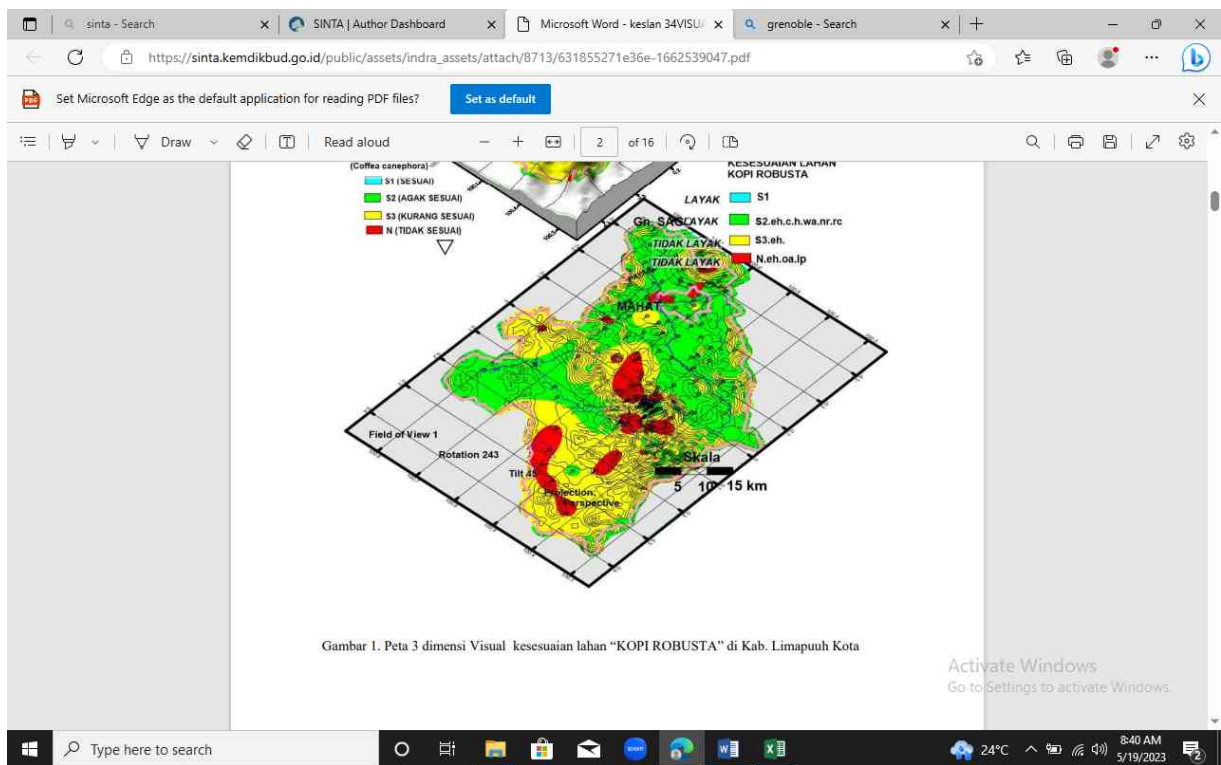 sinta - Search
SINTA | Author Dashboard
Microsoft Word - keslan 34VISU
grenoble - Search
https://sinta.kemdikbud.go.id/public/assets/indra_assets/attach/8713/631855271e36e-1662539047.pdf
Set Microsoft Edge as the default application for reading PDF files?
Set as default
Draw
Read aloud
2
of 16
(Coffea canephora)
S1 (SESUAI)
S2 (AGAK SESUAI)
S3 (KURANG SESUAI)
N (TIDAK SESUAI)
KESESUAIAN LAHAN
KOPI ROBUSTA
LAYAK S1
LAYAK S2.eh.c.h.wa.nr.rc
TIDAK LAYAK S3.eh.
TIDAK LAYAK N.eh.oa.lp
Gn. SAG
MAHAT
Field of View 1
Rotation 243
Tilt 45
Projection:
Perspective
Skala
5 10 15 km
Gambar 1. Peta 3 dimensi Visual kesesuaian lahan “KOPI ROBUSTA” di Kab. Limapuuh Kota
Activate Windows
Go to Settings to activate Windows.
Type here to search
zoom
24°C
8:40 AM
5/19/2023
2